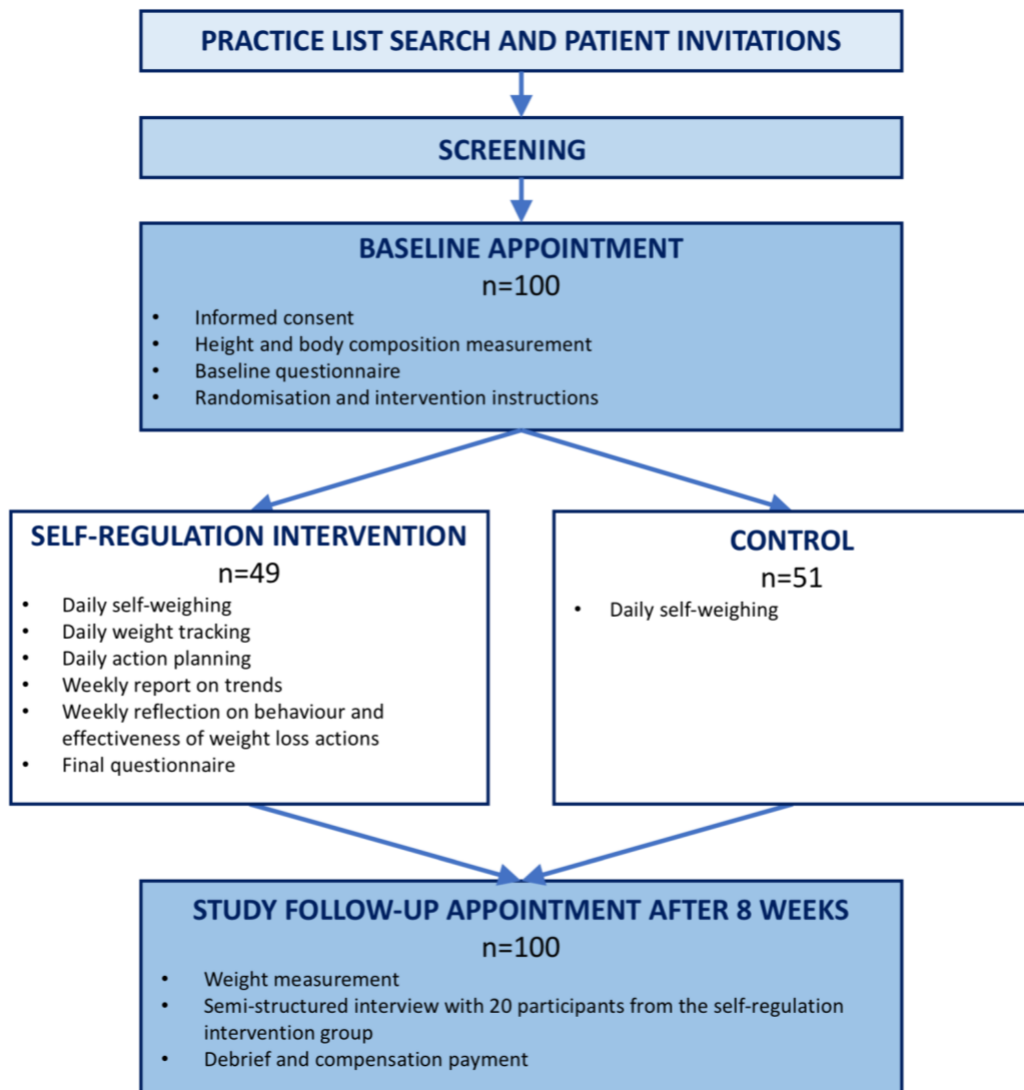 PRACTICE LIST SEARCH AND PATIENT INVITATIONS
SCREENING
BASELINE APPOINTMENT
n=100
• Informed consent
• Height and body composition measurement
• Baseline questionnaire
• Randomisation and intervention instructions
SELF-REGULATION INTERVENTION
n=49
• Daily self-weighing
• Daily weight tracking
• Daily action planning
• Weekly report on trends
• Weekly reflection on behaviour and
effectiveness of weight loss actions
• Final questionnaire
CONTROL
n=51
• Daily self-weighing
STUDY FOLLOW-UP APPOINTMENT AFTER 8 WEEKS
n=100
• Weight measurement
• Semi-structured interview with 20 participants from the self-regulation
intervention group
• Debrief and compensation payment